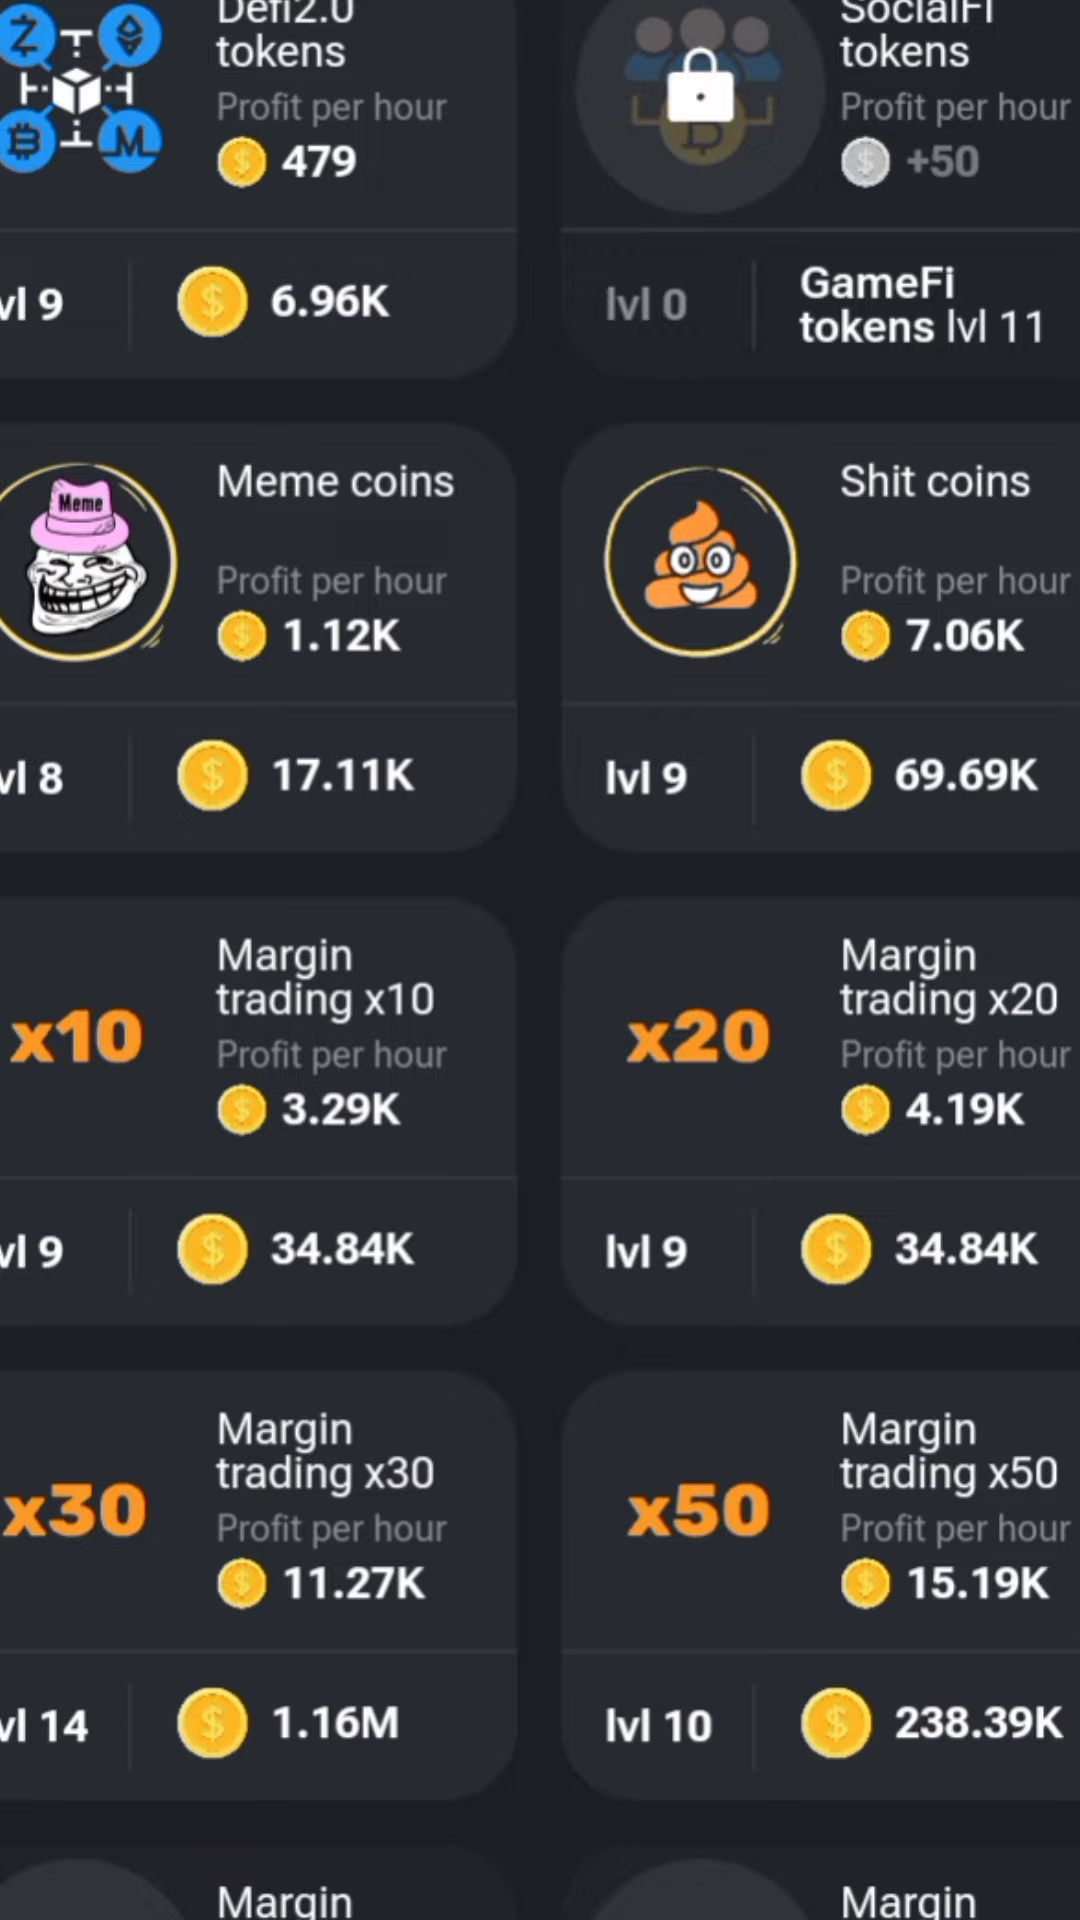 Defi2.0
tokens
Profit per hour
479
vl 9
6.96K
SocialFi
tokens
Profit per hour
+50
lvl 0
GameFi
tokens lvl 11
Meme
Meme coins
Profit per hour
1.12K
vl 8
17.11K
Shit coins
Profit per hour
7.06K
lvl 9
69.69K
x10
Margin
trading x10
Profit per hour
3.29K
vl 9
34.84K
x20
Margin
trading x20
Profit per hour
4.19K
lvl 9
34.84K
x30
Margin
trading x30
Profit per hour
11.27K
vl 14
1.16M
x50
Margin
trading x50
Profit per hour
15.19K
lvl 10
238.39K
Margin
Margin